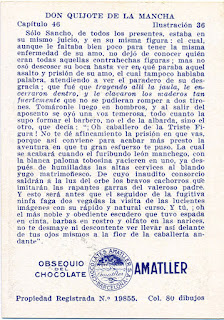 DON QUIJOTE DE LA MANCHA
Capítulo 46 Ilustración 36
Sólo Sancho, de todos los presentes, estaba en
su mismo juicio, y en su misma figura; el cual,
aunque le faltaba bien poco para tener la misma
enfermedad de su amo, no dejó de conocer quién
eran todas aquellas contrahechas figuras; mas no
osó descoser su boca hasta ver en qué paraba aquel
asalto y prisión de su amo, el cual tampoco hablaba
palabra, atendiendo a ver el paradero de su des-
gracia; que fué que trayendo allí la jaula, le en-
cerraron dentro, y le clavaron los maderos tan
fuertemente que no se pudieran romper a dos tiro-
nes. Tomáronle luego en hombros, y al salir del
aposento se oyó una voz temerosa, todo cuanto la
supo formar el barbero, no el de la albarda, sino el
otro, que decía: "¡Oh caballero de la Triste Fi-
gura! No te dé afincamiento la prisión en que vas,
porque así conviene para acabar más presto la
aventura en que tu gran esfuerzo te puso. La cual
se acabará cuando el furibundo león manchego, con
la blanca paloma tobosina yacieren en uno, ya des-
pués de humilladas las altas cervices al blando
yugo matrimoñesco. De cuyo inaudito consorcio
saldrán a la luz del orbe los bravos cachorros que
imitarán las rapantes garras del valeroso padre.
Y esto será antes que el seguidor de la fugitiva
ninfa faga dos vegadas la visita de las lucientes
imágenes con su rápido y natural curso. Y tú, ¡oh
el más noble y obediente escudero que tuvo espada
en cinta, barbas en rostro y olfato en las narices,
no te desmaye ni descontente ver llevar así delante
de tus ojos mismos a la flor de la caballería an-
dante".
OBSEQUIO
DEL
CHOCOLATE
AMATLLER
Propiedad Registrada N.º 19855. Col. 80 dibujos